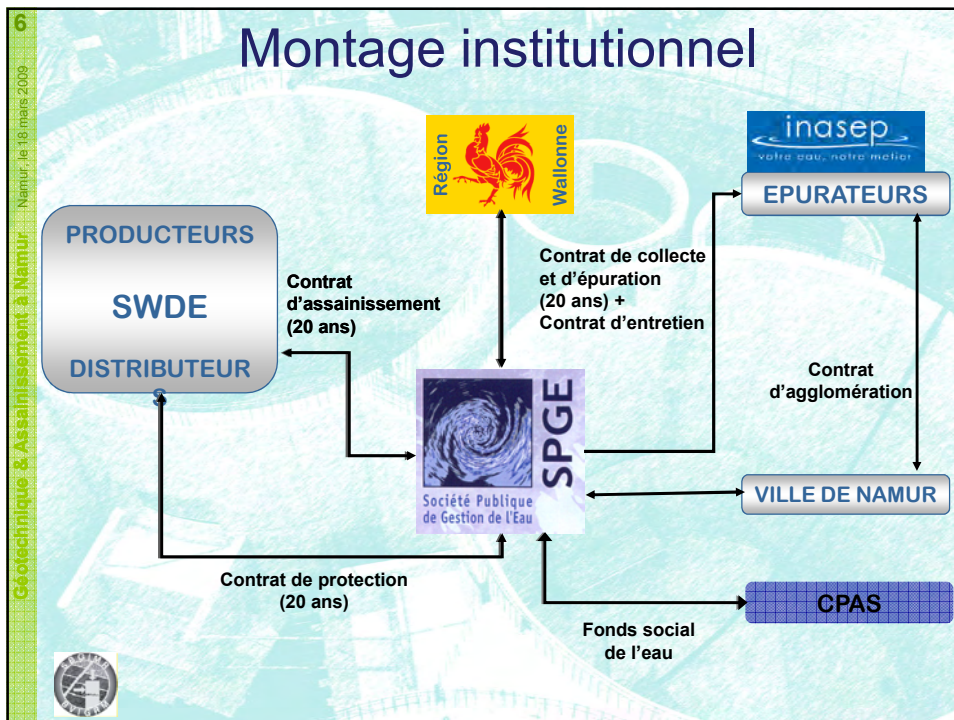 6
Montage institutionnel
Géotechnique & Assainissement à Namur Namur, le 18 mars 2009
Région
Wallonne
inasep
votre eau, notre métier
EPURATEURS
PRODUCTEURS
SWDE
DISTRIBUTEUR
S
Contrat
d'assainissement
(20 ans)
Contrat de collecte
et d'épuration
(20 ans) +
Contrat d'entretien
Contrat
d'agglomération
SPGE
Société Publique
de Gestion de l'Eau
VILLE DE NAMUR
Contrat de protection
(20 ans)
CPAS
Fonds social
de l'eau